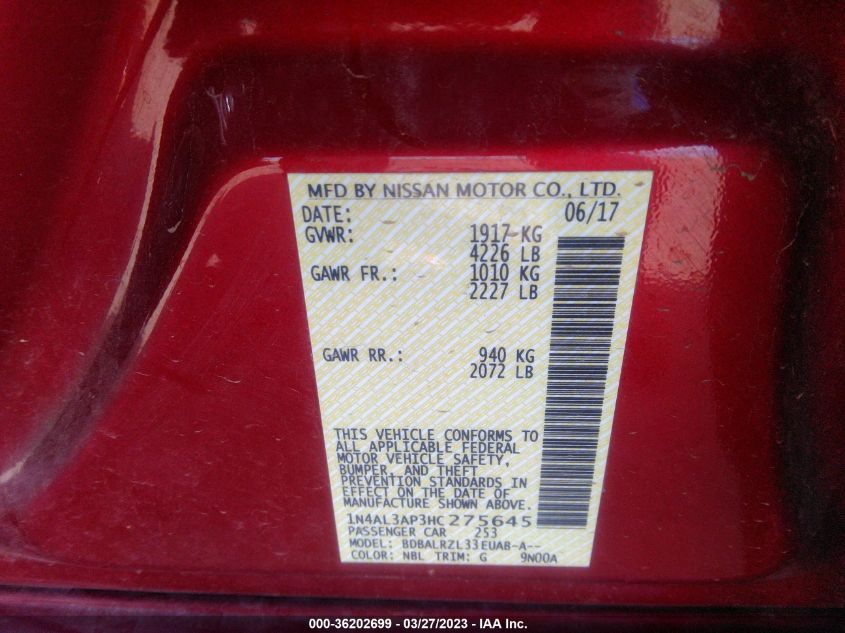 MFD BY NISSAN MOTOR CO., LTD.
DATE: 06/17
GVWR: 1917 KG
4226 LB
GAWR FR.: 1010 KG
2227 LB
GAWR RR.: 940 KG
2072 LB
THIS VEHICLE CONFORMS TO
ALL APPLICABLE FEDERAL
MOTOR VEHICLE SAFETY,
BUMPER, AND THEFT
PREVENTION STANDARDS IN
EFFECT ON THE DATE OF
MANUFACTURE SHOWN ABOVE.
1N4AL3AP3HC275645
PASSENGER CAR 253
MODEL: BDBALRZL33EUAB-A--
COLOR: NBL TRIM: G 9N00A
000-36202699 — 03/27/2023 — IAA Inc.